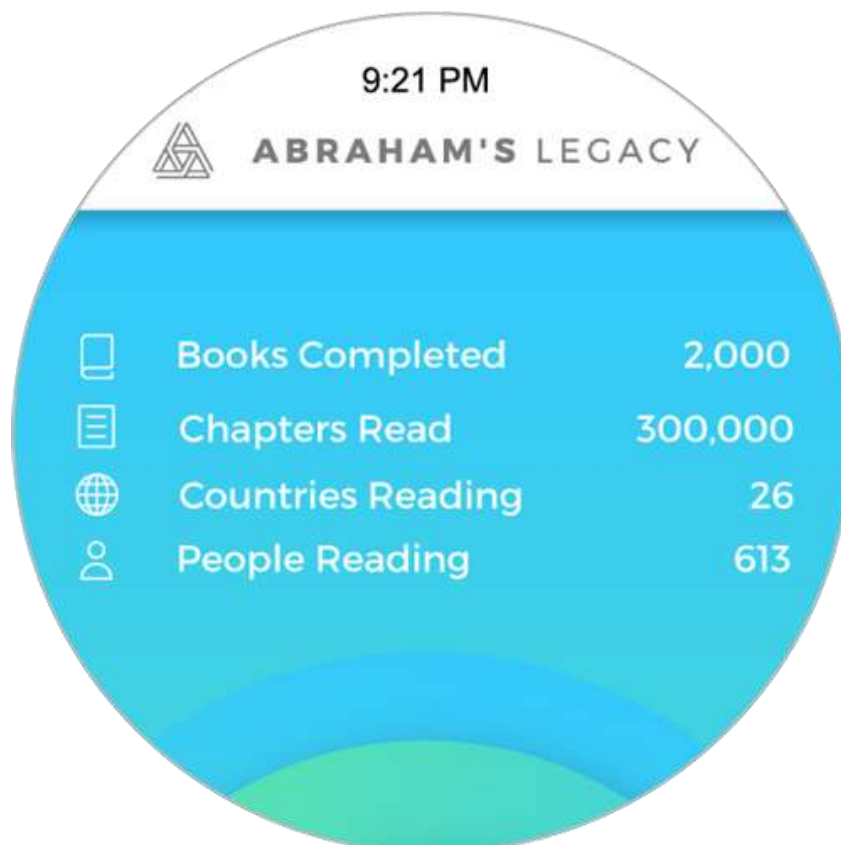 9:21 PM
ABRAHAM'S LEGACY
Books Completed 2,000
Chapters Read 300,000
Countries Reading 26
People Reading 613